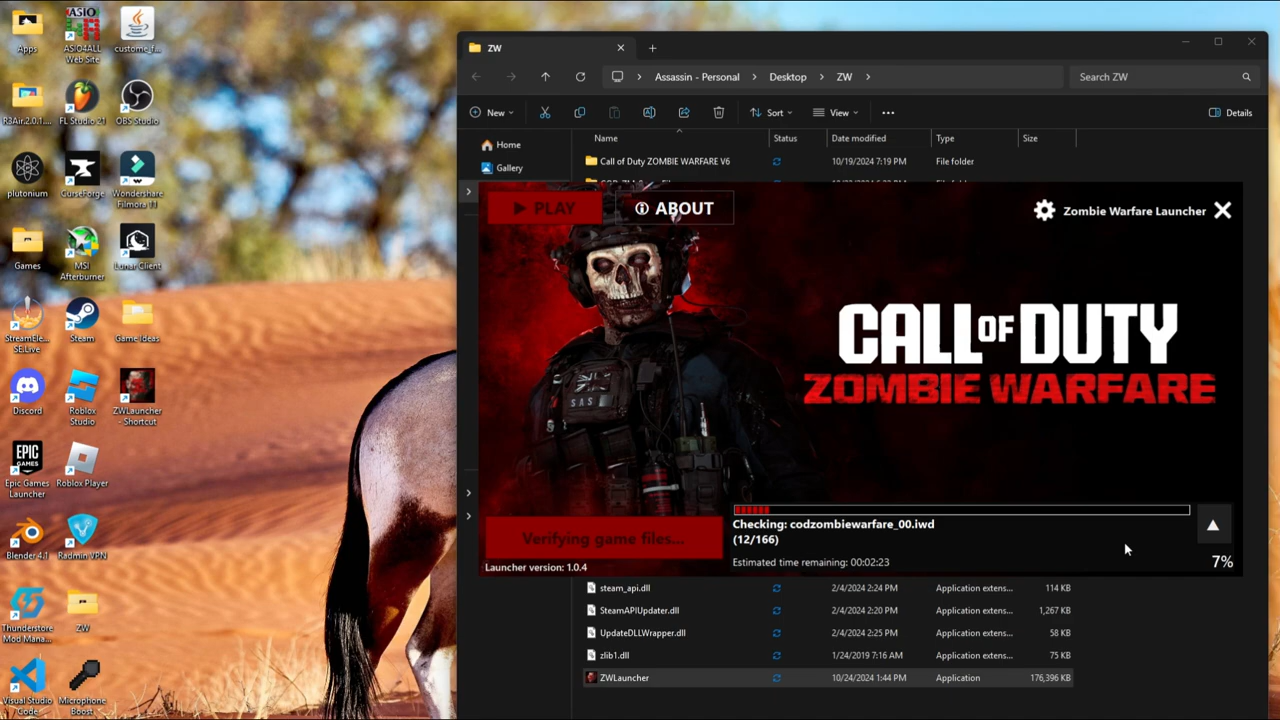 Apps
ASIO
ASIO4ALL
Web Site
custome_f...
R3Air.2.0.1....
FL Studio 21
OBS Studio
plutonium
CurseForge
Wondershare
Filmora 11
Games
MSI
Afterburner
Lunar Client
Streamlabs...
Steam
Game Ideas
Discord
Roblox
Studio
ZWLauncher
- Shortcut
EPIC
GAMES
Epic Games
Launcher
Roblox Player
Blender 4.1
Radmin VPN
Thunderstore
Mod Mana...
ZW
Visual Studio
Code
Microphone
Boost
ZW
Assassin - Personal
Desktop
ZW
Search ZW
New
Sort
View
Details
Home
Gallery
Name
Status
Date modified
Type
Size
Call of Duty ZOMBIE WARFARE V6
10/19/2024 7:19 PM
File folder
PLAY
ABOUT
Zombie Warfare Launcher
SAS
CALL OF DUTY
ZOMBIE WARFARE
Verifying game files...
Launcher version: 1.0.4
Checking: codzombiewarfare_00.iwd
(12/166)
Estimated time remaining: 00:02:23
7%
steam_api.dll
2/4/2024 2:24 PM
Application extens...
114 KB
SteamAPIUpdater.dll
2/4/2024 2:20 PM
Application extens...
1,267 KB
UpdateDLLWrapper.dll
2/4/2024 2:25 PM
Application extens...
58 KB
zlib1.dll
1/24/2019 7:16 AM
Application extens...
75 KB
ZWLauncher
10/24/2024 1:44 PM
Application
176,396 KB